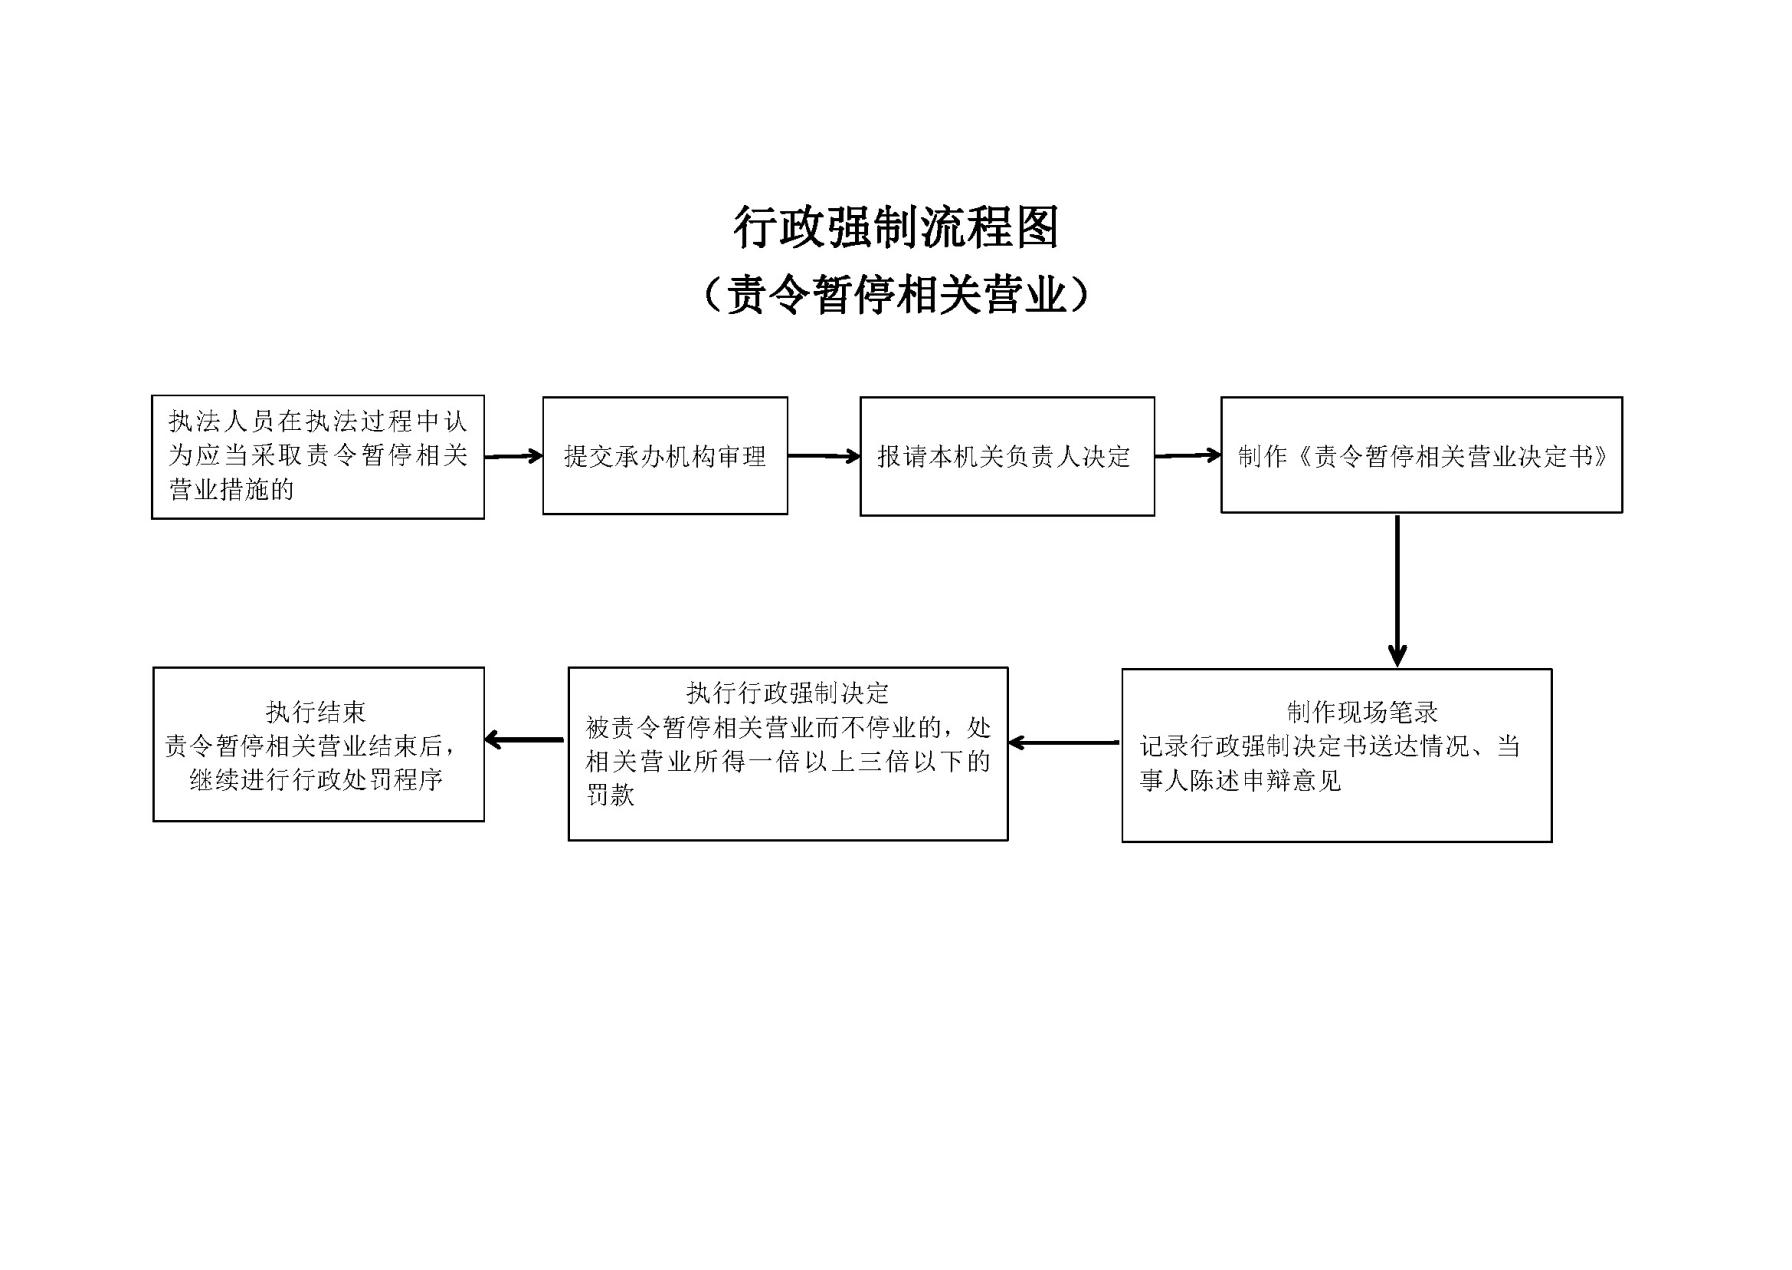 行政强制流程图
（责令暂停相关营业）
执法人员在执法过程中认
为应当采取责令暂停相关
营业措施的
提交承办机构审理
报请本机关负责人决定
制作《责令暂停相关营业决定书》
制作现场笔录
记录行政强制决定书送达情况、当
事人陈述申辩意见
执行行政强制决定
被责令暂停相关营业而不停业的，处
相关营业所得一倍以上三倍以下的
罚款
执行结束
责令暂停相关营业结束后，
继续进行行政处罚程序